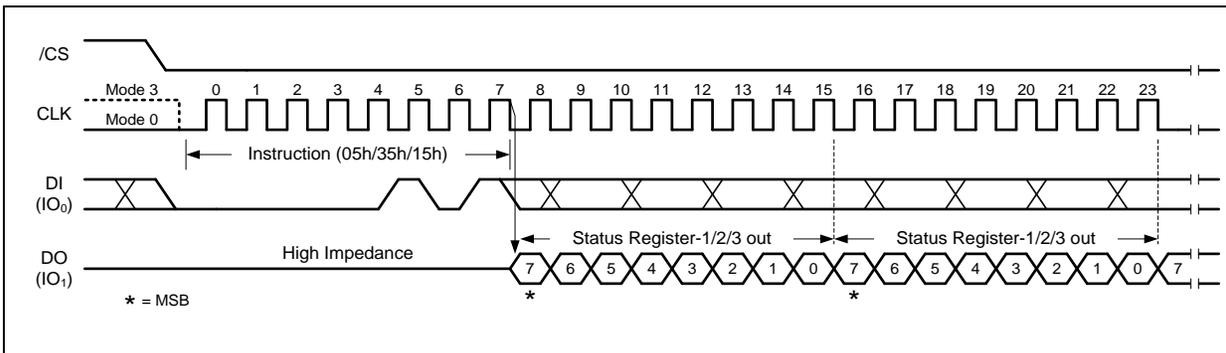 /CS
Mode 3
0 1 2 3 4 5 6 7 8 9 10 11 12 13 14 15 16 17 18 19 20 21 22 23
CLK
Mode 0
Instruction (05h/35h/15h)
DI
(IO₀)
Status Register-1/2/3 out Status Register-1/2/3 out
High Impedance
DO
(IO₁)
7 6 5 4 3 2 1 0 7 6 5 4 3 2 1 0 7
* *
* = MSB